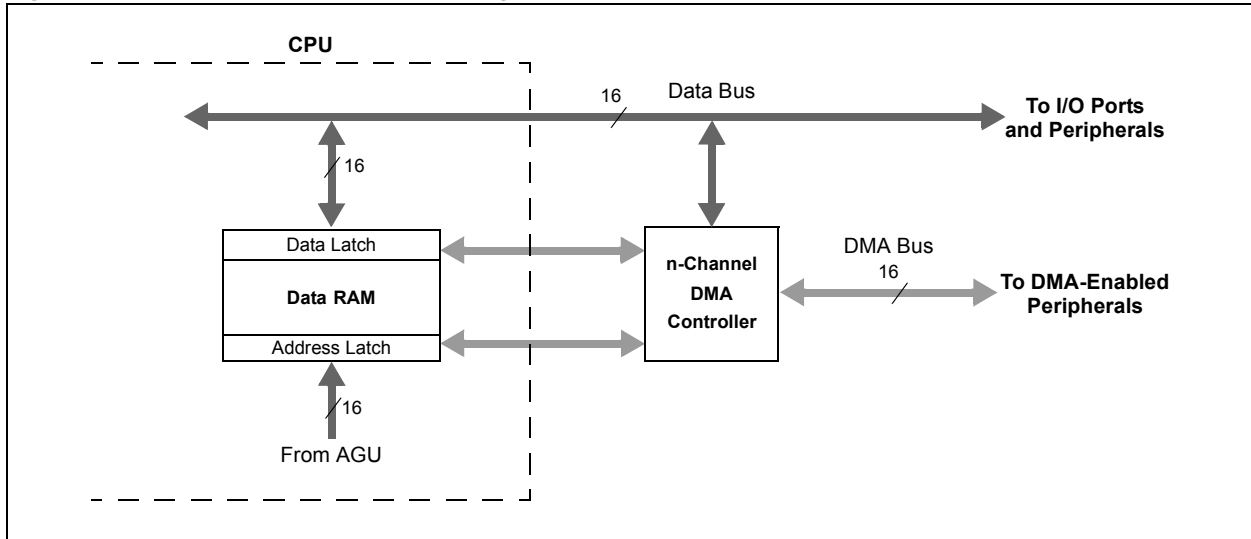 CPU
16
Data Bus
To I/O Ports
and Peripherals
16
Data Latch
Data RAM
Address Latch
n-Channel
DMA
Controller
DMA Bus
16
To DMA-Enabled
Peripherals
16
From AGU